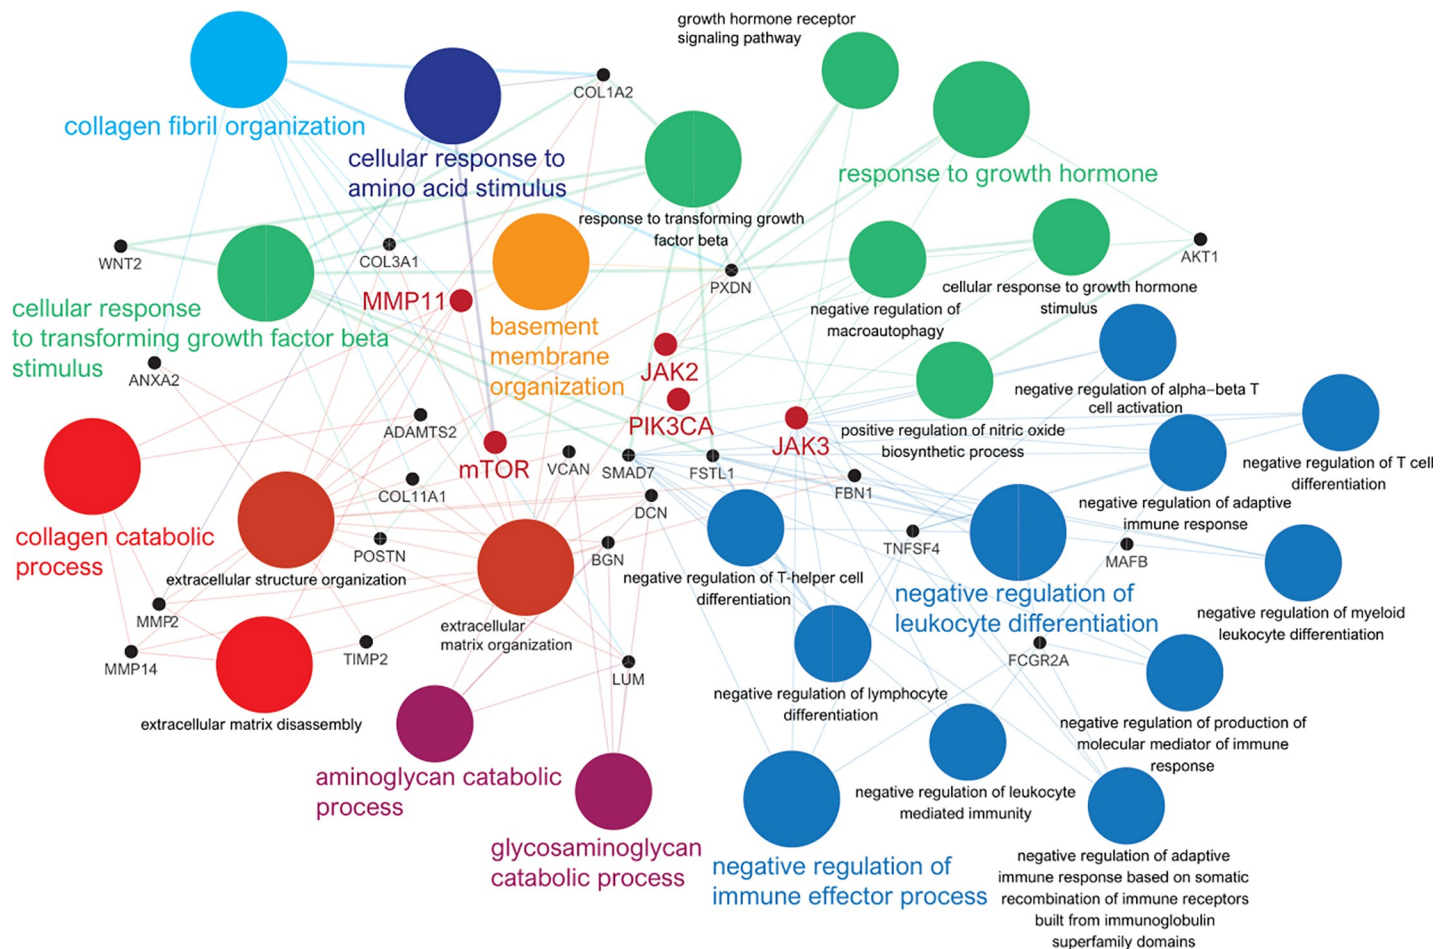 growth hormone receptor
signaling pathway
COL1A2
collagen fibril organization
cellular response to
amino acid stimulus
response to growth hormone
response to transforming growth
factor beta
WNT2
COL3A1
PXDN
AKT1
cellular response
to transforming growth factor beta
stimulus
MMP11
basement
membrane
organization
negative regulation of
macroautophagy
cellular response to growth hormone
stimulus
JAK2
PIK3CA
JAK3
ANXA2
ADAMTS2
mTOR
VCAN
SMAD7
FSTL1
positive regulation of nitric oxide
biosynthetic process
negative regulation of alpha–beta T
cell activation
negative regulation of T cell
differentiation
negative regulation of adaptive
immune response
COL11A1
DCN
FBN1
collagen catabolic
process
POSTN
BGN
TNFSF4
MAFB
extracellular structure organization
negative regulation of T-helper cell
differentiation
negative regulation of
leukocyte differentiation
negative regulation of myeloid
leukocyte differentiation
MMP2
MMP14
TIMP2
extracellular
matrix organization
LUM
FCGR2A
extracellular matrix disassembly
negative regulation of lymphocyte
differentiation
negative regulation of production of
molecular mediator of immune
response
aminoglycan catabolic
process
negative regulation of leukocyte
mediated immunity
glycosaminoglycan
catabolic process
negative regulation of
immune effector process
negative regulation of adaptive
immune response based on somatic
recombination of immune receptors
built from immunoglobulin
superfamily domains